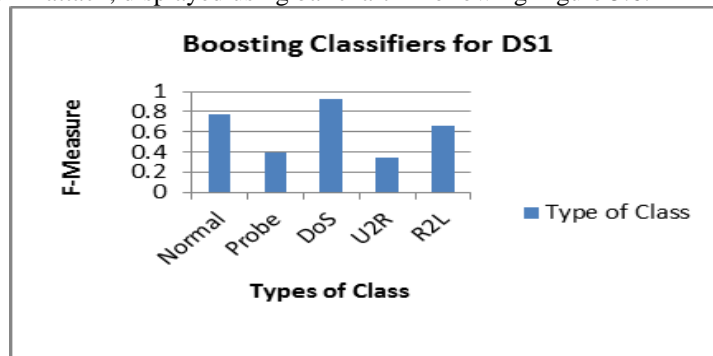 Boosting Classifiers for DS1
F-Measure
1
0.8
0.6
0.4
0.2
0
Normal
Probe
DoS
U2R
R2L
Type of Class
Types of Class